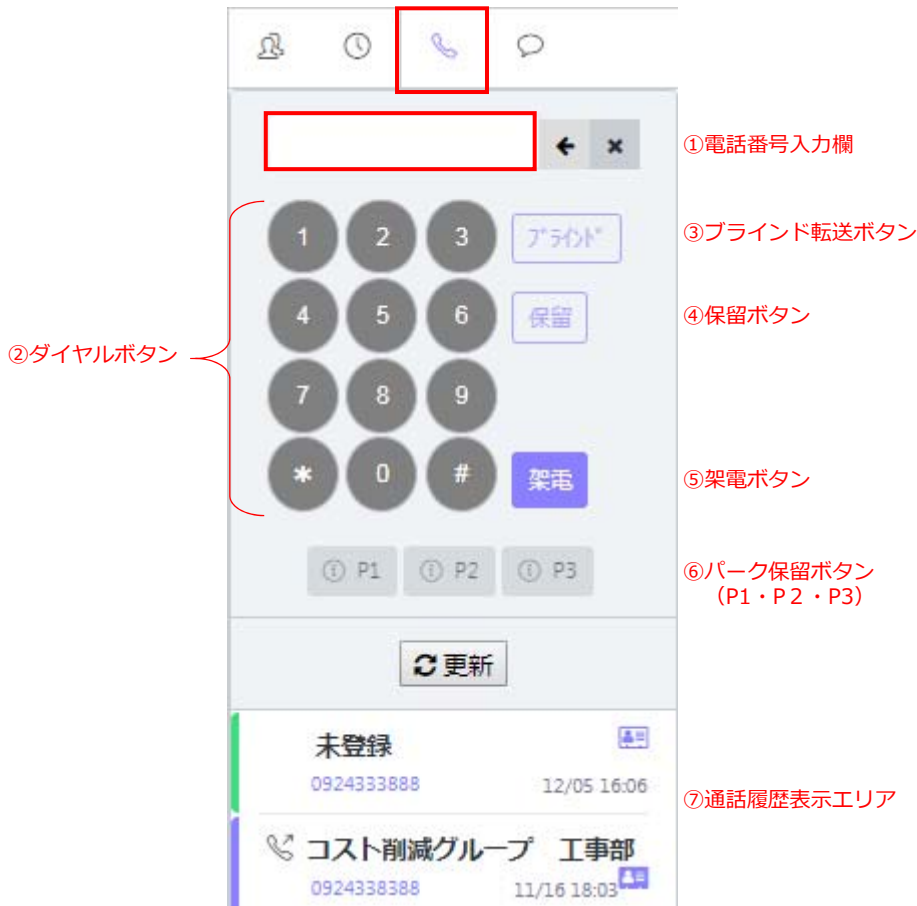 ①電話番号入力欄
1 2 3 ブラインド
③ブラインド転送ボタン
4 5 6 保留
④保留ボタン
②ダイヤルボタン
7 8 9
* 0 # 架電
⑤架電ボタン
P1 P2 P3
⑥パーク保留ボタン
（P1・P２・P3）
更新
未登録
0924333888 12/05 16:06
⑦通話履歴表示エリア
コスト削減グループ　工事部
0924338388 11/16 18:03